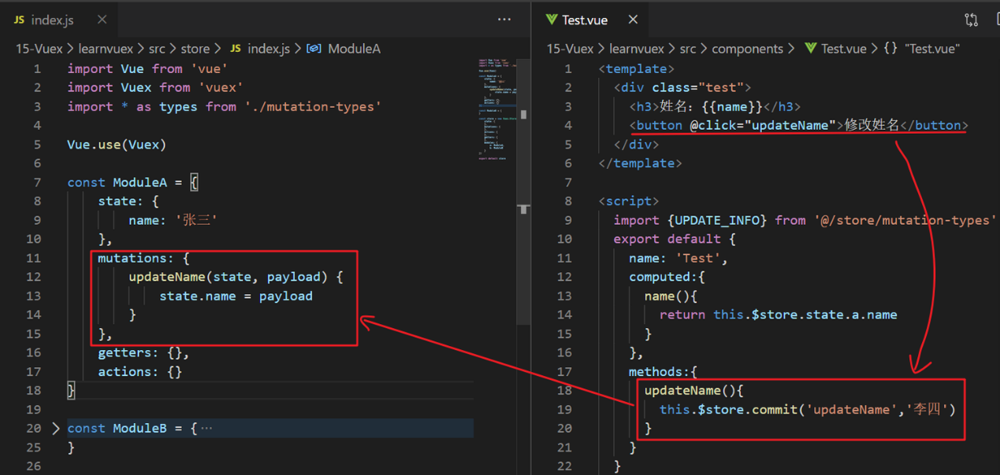 JS index.js
15-Vuex > learnvuex > src > store > JS index.js > ModuleA
1 import Vue from 'vue'
2 import Vuex from 'vuex'
3 import * as types from './mutation-types'
4
5 Vue.use(Vuex)
6
7 const ModuleA = {
8 state: {
9 name: '张三'
10 },
11 mutations: {
12 updateName(state, payload) {
13 state.name = payload
14 }
15 },
16 getters: {},
17 actions: {}
18 }
19
20 > const ModuleB = {…
25 }
26
Test.vue
15-Vuex > learnvuex > src > components > Test.vue > {} "Test.vue"
1 <template>
2 <div class="test">
3 <h3>姓名：{{name}}</h3>
4 <button @click="updateName">修改姓名</button>
5 </div>
6 </template>
7
8 <script>
9 import {UPDATE_INFO} from '@/store/mutation-types'
10 export default {
11 name: 'Test',
12 computed:{
13 name(){
14 return this.$store.state.a.name
15 }
16 },
17 methods:{
18 updateName(){
19 this.$store.commit('updateName','李四')
20 }
21 }
22 }